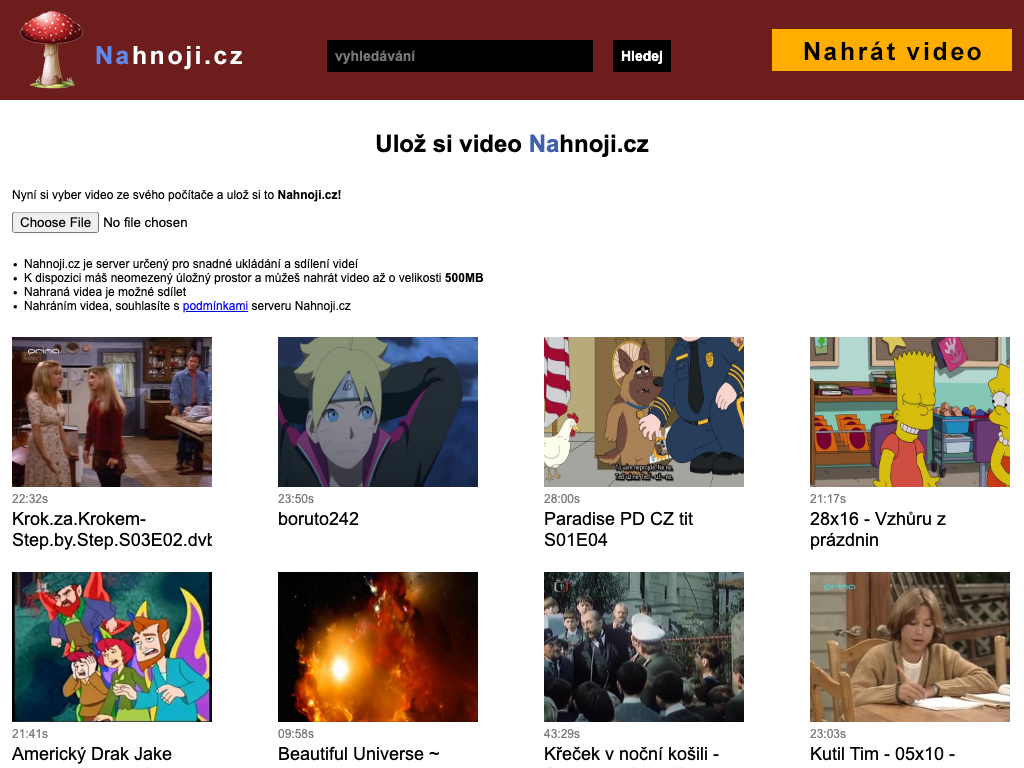 Nahnoji.cz
vyhledávání
Hledej
Nahrát video
Ulož si video Nahnoji.cz
Nyní si vyber video ze svého počítače a ulož si to Nahnoji.cz!
Choose File No file chosen
• Nahnoji.cz je server určený pro snadné ukládání a sdílení videí
• K dispozici máš neomezený úložný prostor a můžeš nahrát video až o velikosti 500MB
• Nahraná videa je možné sdílet
• Nahráním videa, souhlasíte s podmínkami serveru Nahnoji.cz
prima
22:32s
Krok.za.Krokem-
Step.by.Step.S03E02.dvb
23:50s
boruto242
28:00s
Paradise PD CZ tit
S01E04
21:17s
28x16 - Vzhůru z
prázdnin
21:41s
Americký Drak Jake
09:58s
Beautiful Universe ~
43:29s
Křeček v noční košili -
prima
23:03s
Kutil Tim - 05x10 -